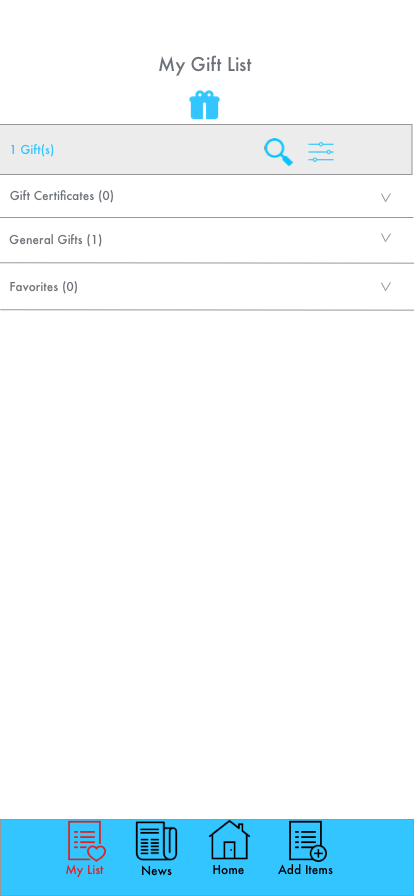 My Gift List
1 Gift(s)
Gift Certificates (0)
General Gifts (1)
Favorites (0)
My List
News
Home
Add Items